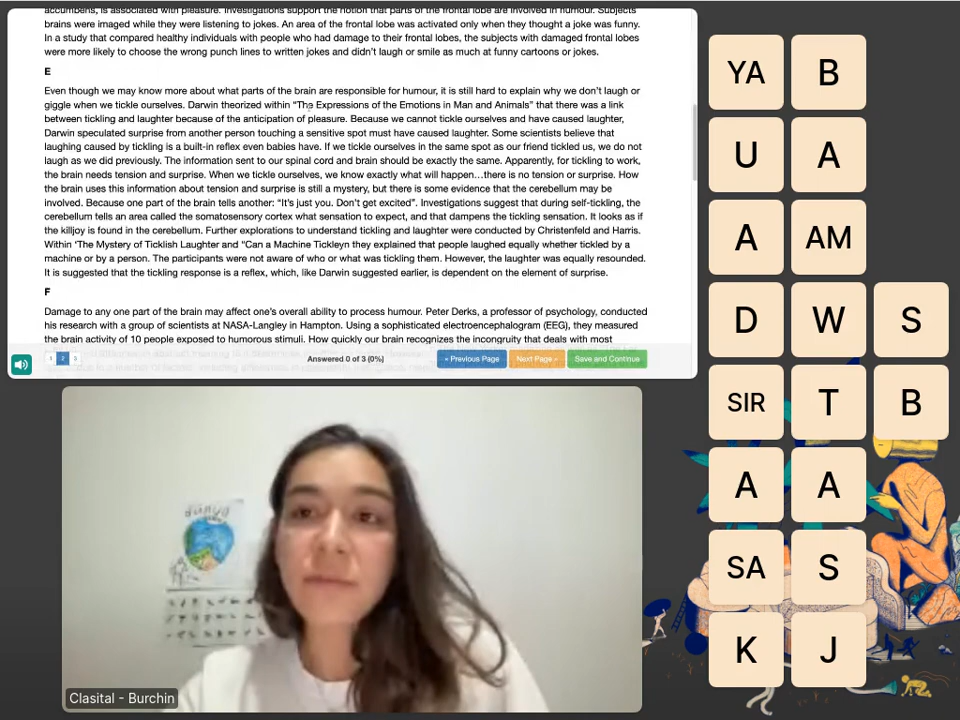 accumbens, is associated with pleasure. Investigations support the notion that parts of the frontal lobe are involved in humour. Subjects
brains were imaged while they were listening to jokes. An area of the frontal lobe was activated only when they thought a joke was funny.
In a study that compared healthy individuals with people who had damage to their frontal lobes, the subjects with damaged frontal lobes
were more likely to choose the wrong punch lines to written jokes and didn't laugh or smile as much at funny cartoons or jokes.
E
Even though we may know more about what parts of the brain are responsible for humour, it is still hard to explain why we don't laugh or
giggle when we tickle ourselves. Darwin theorized within “The Expressions of the Emotions in Man and Animals” that there was a link
between tickling and laughter because of the anticipation of pleasure. Because we cannot tickle ourselves and have caused laughter,
Darwin speculated surprise from another person touching a sensitive spot must have caused laughter. Some scientists believe that
laughing caused by tickling is a built-in reflex even babies have. If we tickle ourselves in the same spot as our friend tickled us, we do not
laugh as we did previously. The information sent to our spinal cord and brain should be exactly the same. Apparently, for tickling to work,
the brain needs tension and surprise. When we tickle ourselves, we know exactly what will happen…there is no tension or surprise. How
the brain uses this information about tension and surprise is still a mystery, but there is some evidence that the cerebellum may be
involved. Because one part of the brain tells another: “It's just you. Don't get excited”. Investigations suggest that during self-tickling, the
cerebellum tells an area called the somatosensory cortex what sensation to expect, and that dampens the tickling sensation. It looks as if
the killjoy is found in the cerebellum. Further explorations to understand tickling and laughter were conducted by Christenfeld and Harris.
Within 'The Mystery of Ticklish Laughter and “Can a Machine Tickleyn they explained that people laughed equally whether tickled by a
machine or by a person. The participants were not aware of who or what was tickling them. However, the laughter was equally resounded.
It is suggested that the tickling response is a reflex, which, like Darwin suggested earlier, is dependent on the element of surprise.
F
Damage to any one part of the brain may affect one's overall ability to process humour. Peter Derks, a professor of psychology, conducted
his research with a group of scientists at NASA-Langley in Hampton. Using a sophisticated electroencephalogram (EEG), they measured
the brain activity of 10 people exposed to humorous stimuli. How quickly our brain recognizes the incongruity that deals with most
1 2 3
Answered 0 of 3 (0%)
« Previous Page
Next Page »
Save and Continue
YA B
U A
A AM
D W S
SIR T B
A A
SA S
K J
dünya
Clasital - Burchin